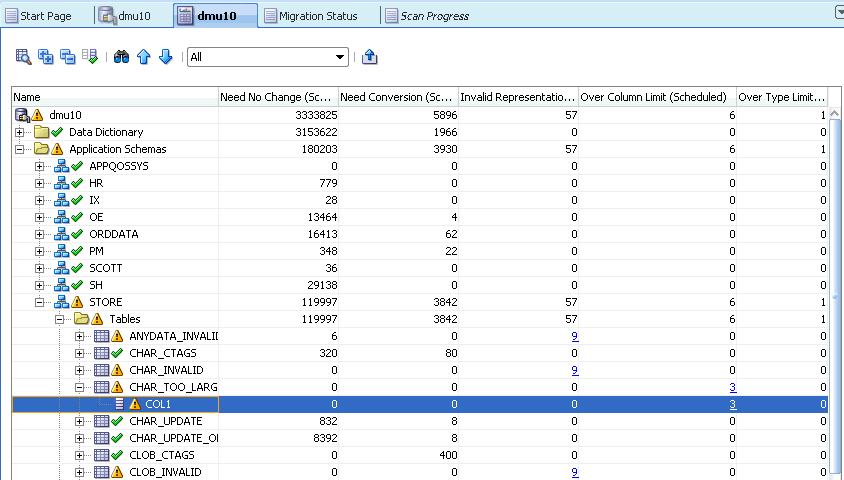 Start Page dmu10 dmu10 Migration Status Scan Progress
All
Name Need No Change (Sc... Need Conversion (Sc... Invalid Representatio... Over Column Limit (Scheduled) Over Type Limit...
dmu10 3333825 5896 57 6 1
Data Dictionary 3153622 1966 0 0 0
Application Schemas 180203 3930 57 6 1
APPQOSSYS 0 0 0 0 0
HR 779 0 0 0 0
IX 28 0 0 0 0
OE 13464 4 0 0 0
ORDDATA 16413 62 0 0 0
PM 348 22 0 0 0
SCOTT 36 0 0 0 0
SH 29138 0 0 0 0
STORE 119997 3842 57 6 1
Tables 119997 3842 57 6 1
ANYDATA_INVALID 6 0 9 0 0
CHAR_CTAGS 320 80 0 0 0
CHAR_INVALID 0 0 9 0 0
CHAR_TOO_LARG 0 0 0 3 0
COL1 0 0 0 3 0
CHAR_UPDATE 832 8 0 0 0
CHAR_UPDATE_O 8392 8 0 0 0
CLOB_CTAGS 0 400 0 0 0
CLOB_INVALID 0 0 9 0 0